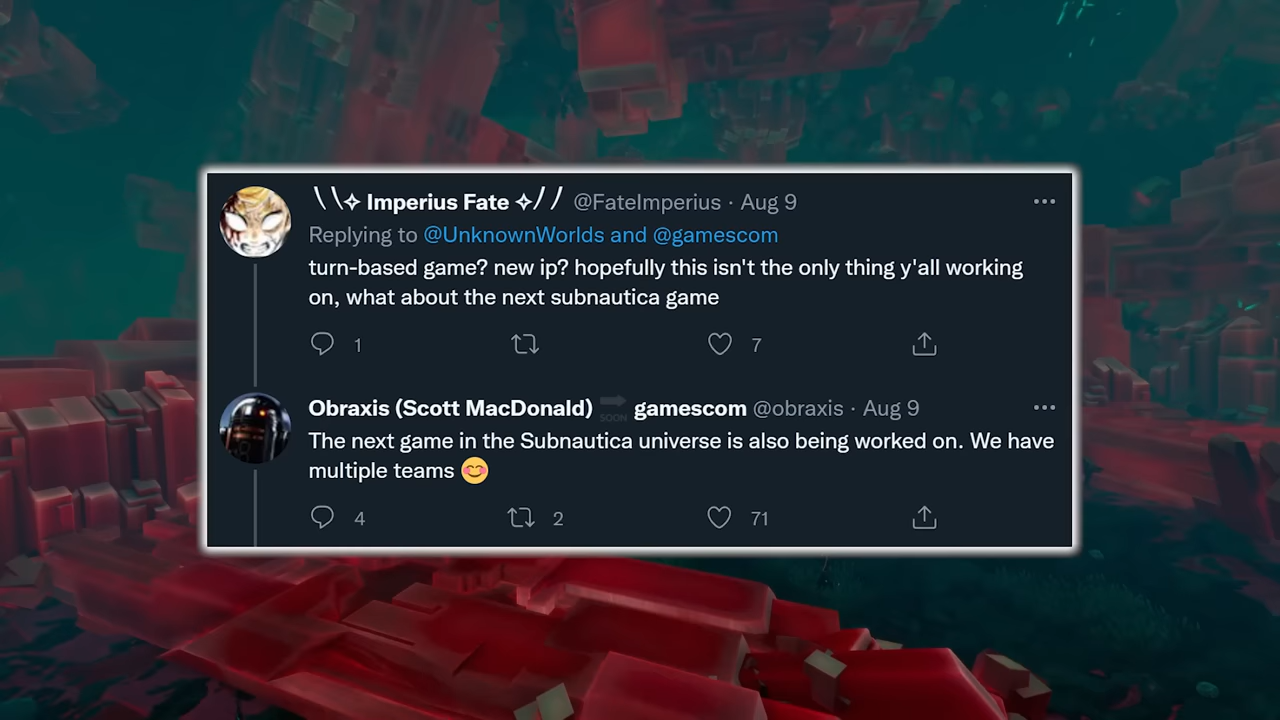 \\✧ Imperius Fate ✧// @FateImperius · Aug 9
Replying to @UnknownWorlds and @gamescom
turn-based game? new ip? hopefully this isn't the only thing y'all working
on, what about the next subnautica game
1 7
Obraxis (Scott MacDonald) SOON gamescom @obraxis · Aug 9
The next game in the Subnautica universe is also being worked on. We have
multiple teams 😊
4 2 71